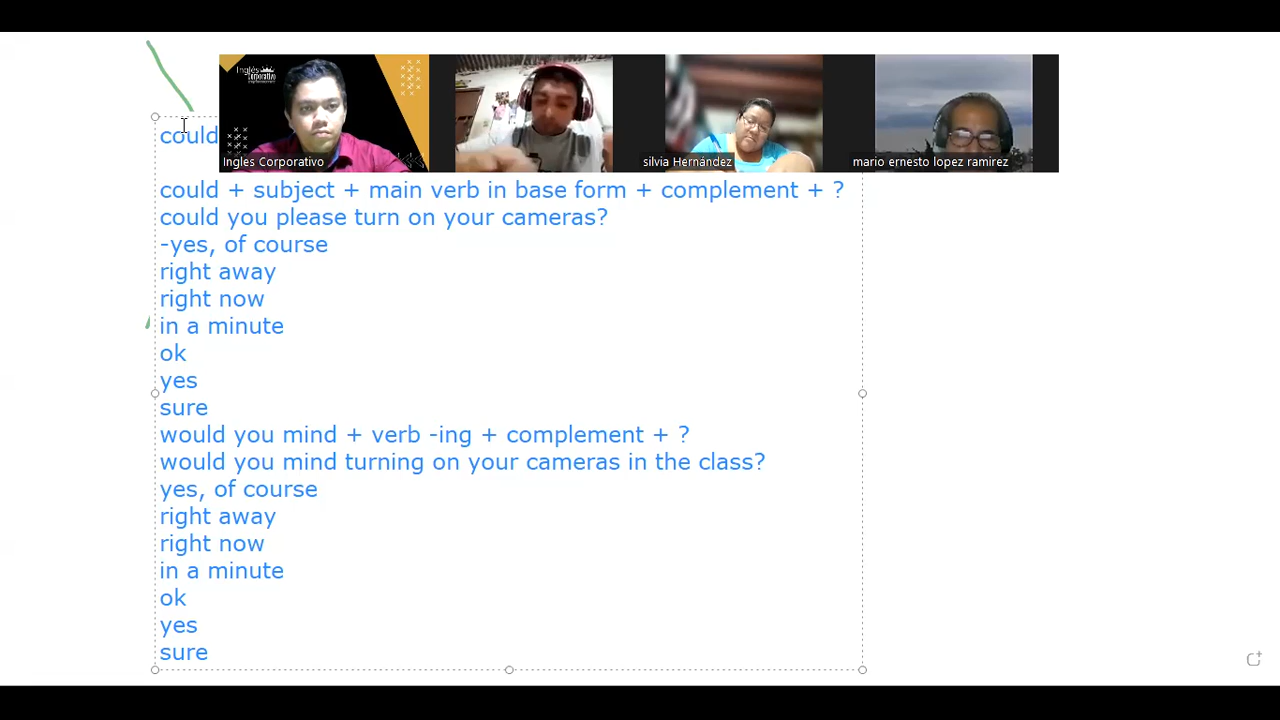 Inglés
Corporativo
Ingles Corporativo
silvia Hernández
mario ernesto lopez ramirez
could
could + subject + main verb in base form + complement + ?
could you please turn on your cameras?
-yes, of course
right away
right now
in a minute
ok
yes
sure
would you mind + verb -ing + complement + ?
would you mind turning on your cameras in the class?
yes, of course
right away
right now
in a minute
ok
yes
sure